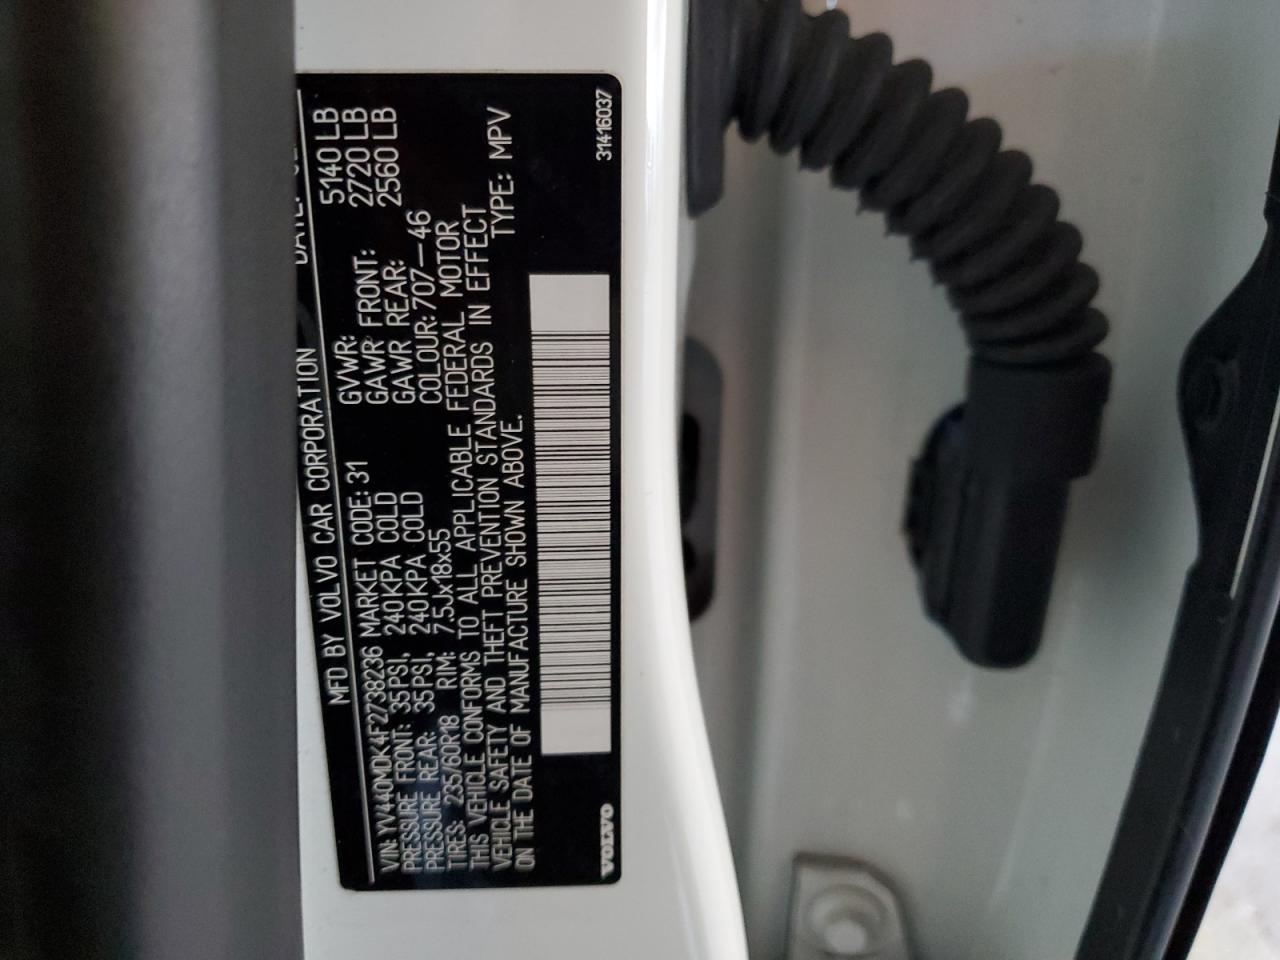 MFD BY VOLVO CAR CORPORATION
VIN: YV440MDK4F2738236 MARKET CODE: 31
PRESSURE FRONT: 35PSI, 240KPA COLD
PRESSURE REAR: 35PSI, 240KPA COLD
TIRES: 235/60R18 RIM: 7.5Jx18x55
GVWR: 5140 LB
GAWR FRONT: 2720 LB
GAWR REAR: 2560 LB
COLOUR: 707-46
THIS VEHICLE CONFORMS TO ALL APPLICABLE FEDERAL MOTOR
VEHICLE SAFETY AND THEFT PREVENTION STANDARDS IN EFFECT
ON THE DATE OF MANUFACTURE SHOWN ABOVE. TYPE: MPV
VOLVO 31416037